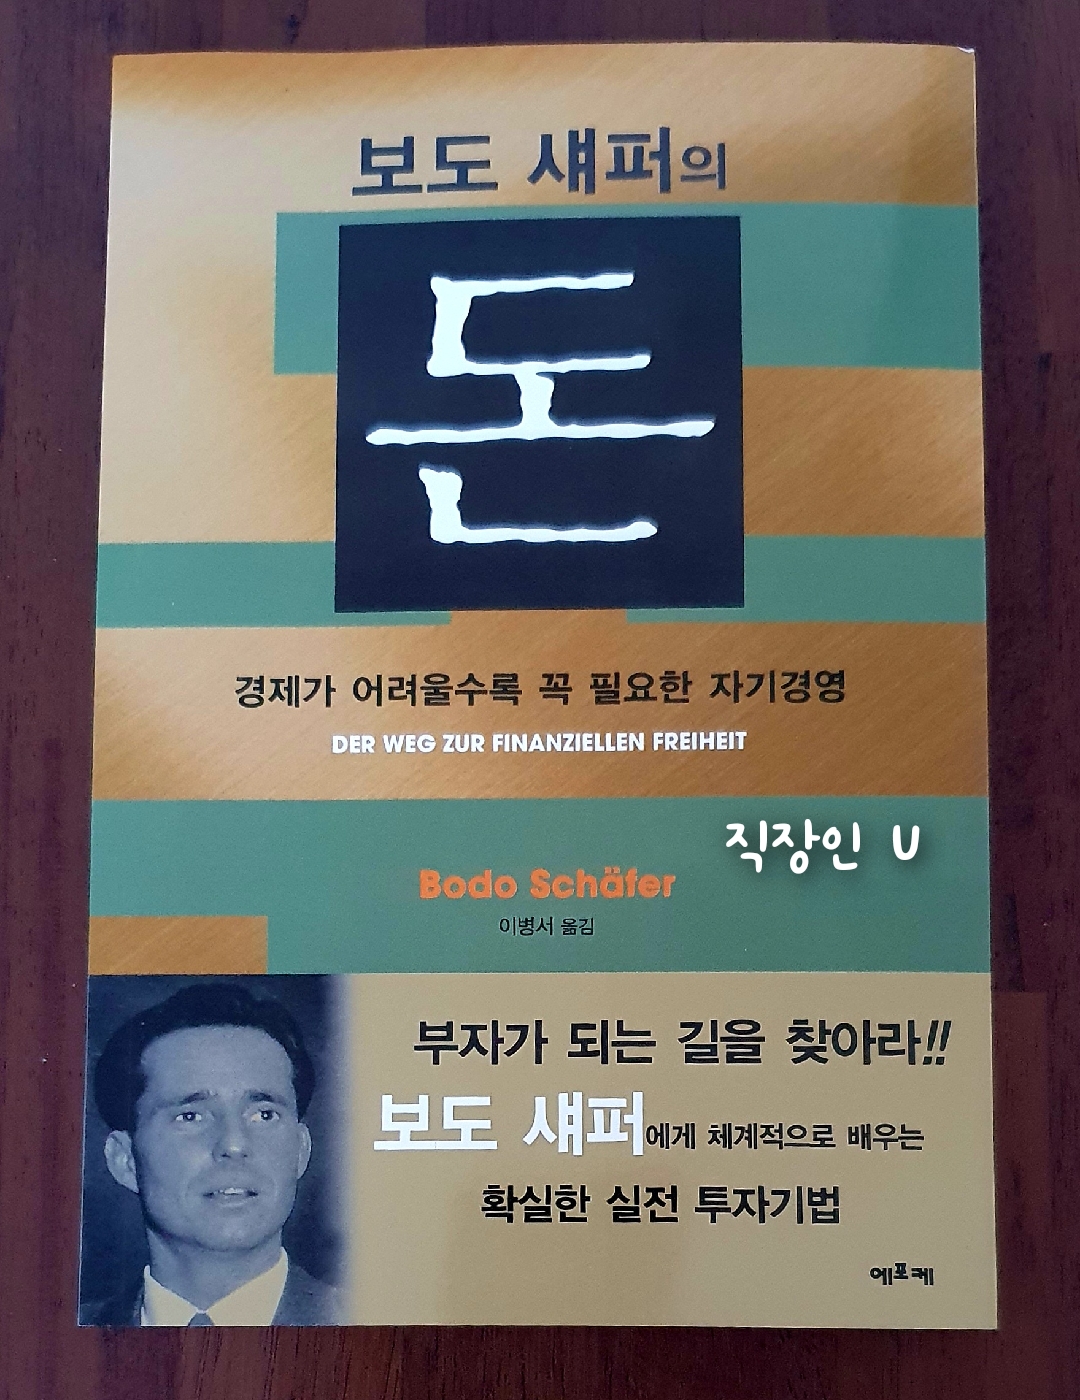 보도 섀퍼의
돈
경제가 어려울수록 꼭 필요한 자기경영
DER WEG ZUR FINANZIELLEN FREIHEIT
직장인 U
Bodo Schäfer
이병서 옮김
부자가 되는 길을 찾아라!!
보도 섀퍼에게 체계적으로 배우는
확실한 실전 투자기법
에포케